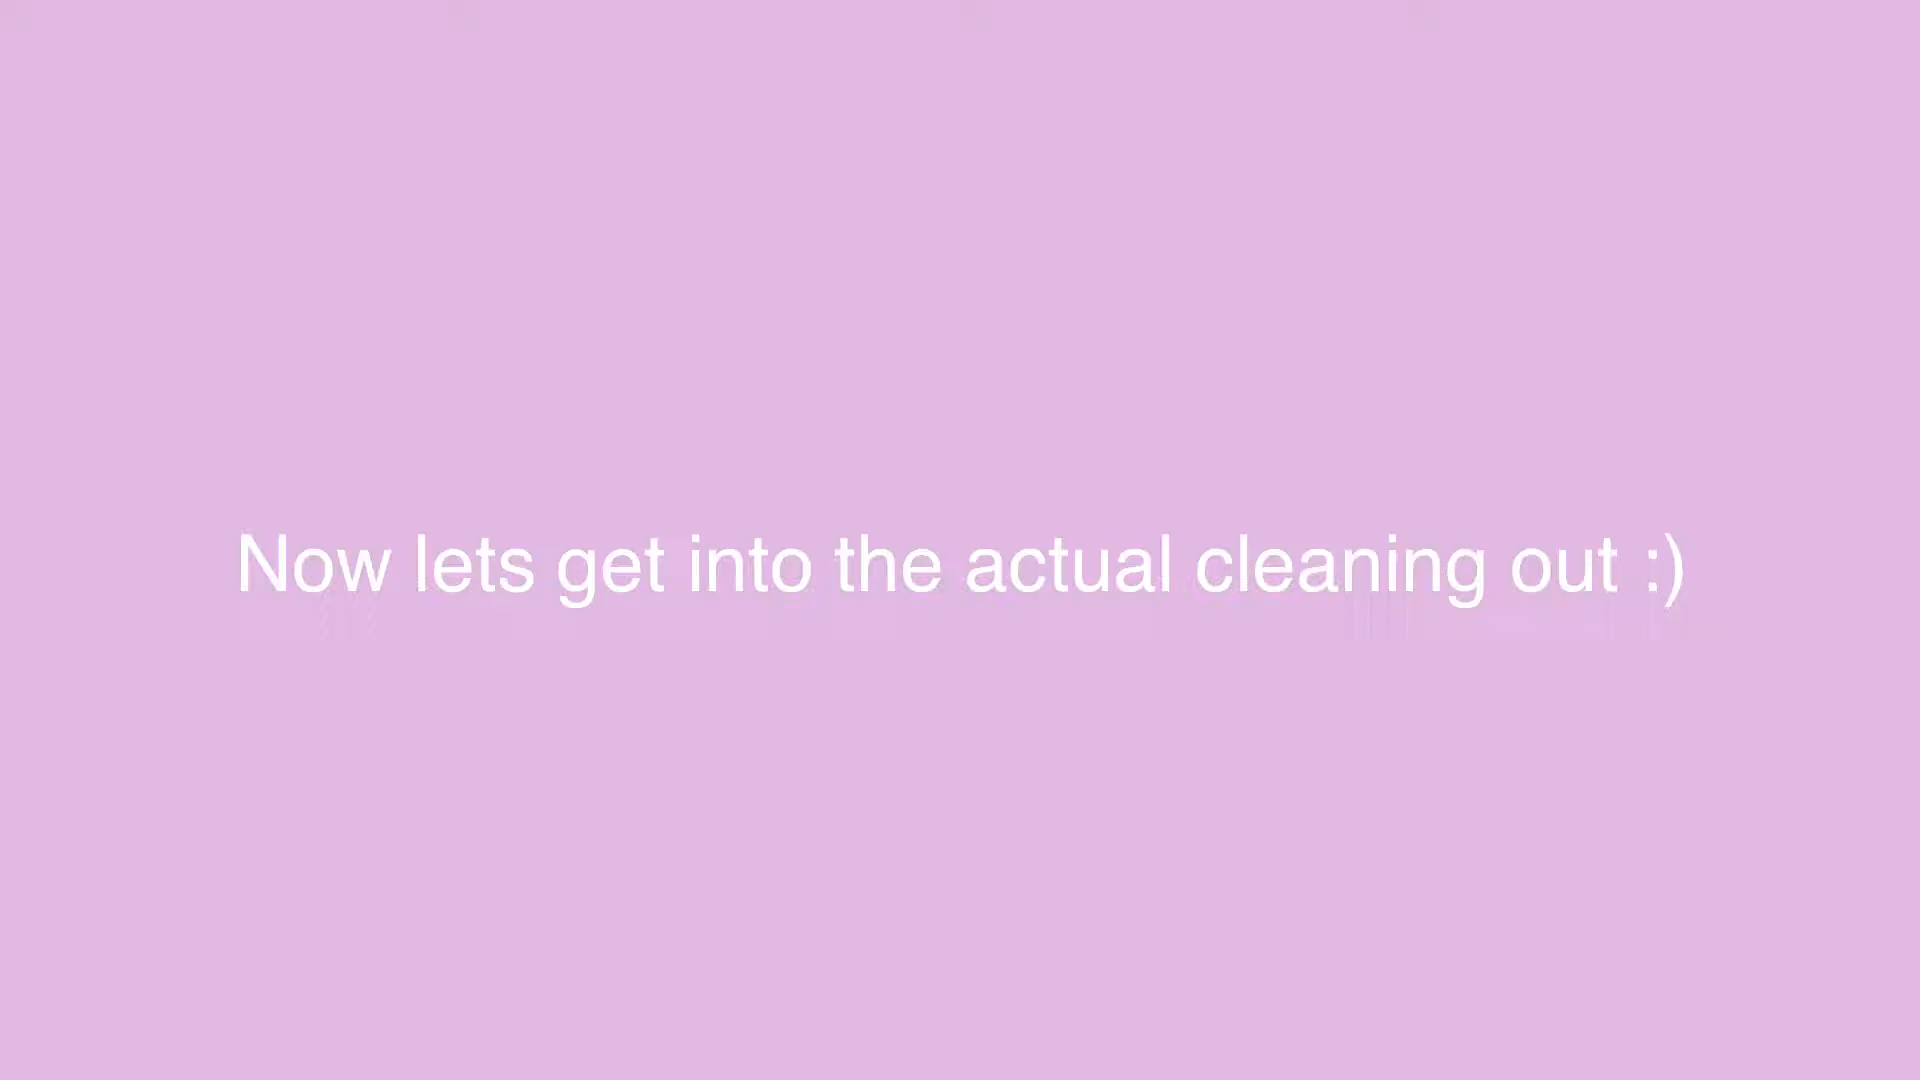 Now lets get into the actual cleaning out :)